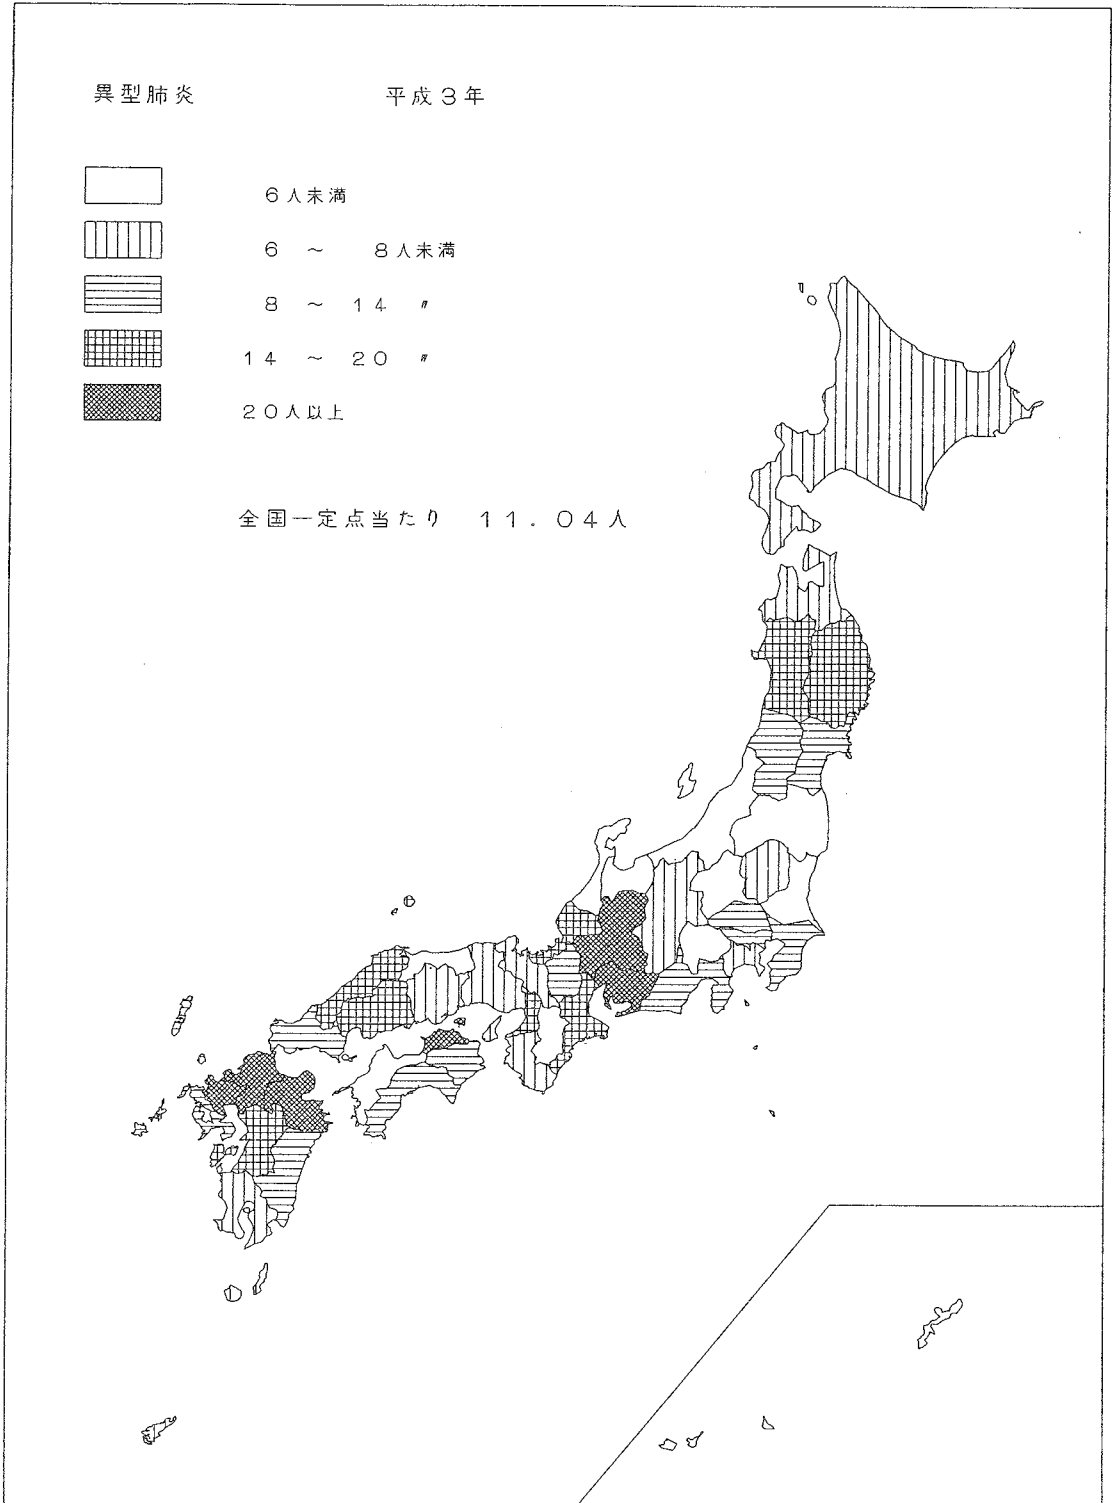 異型肺炎 平成3年
6人未満
6 ～ 8人未満
8 ～ 14 〃
14 ～ 20 〃
20人以上
全国一定点当たり 11.04人